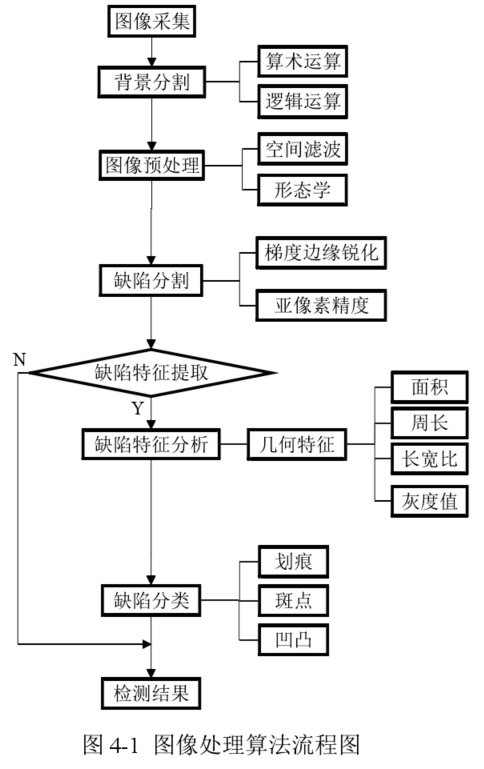 图像采集
背景分割
算术运算
逻辑运算
图像预处理
空间滤波
形态学
缺陷分割
梯度边缘锐化
亚像素精度
N
缺陷特征提取
Y
缺陷特征分析
几何特征
面积
周长
长宽比
灰度值
缺陷分类
划痕
斑点
凹凸
检测结果
图 4-1 图像处理算法流程图